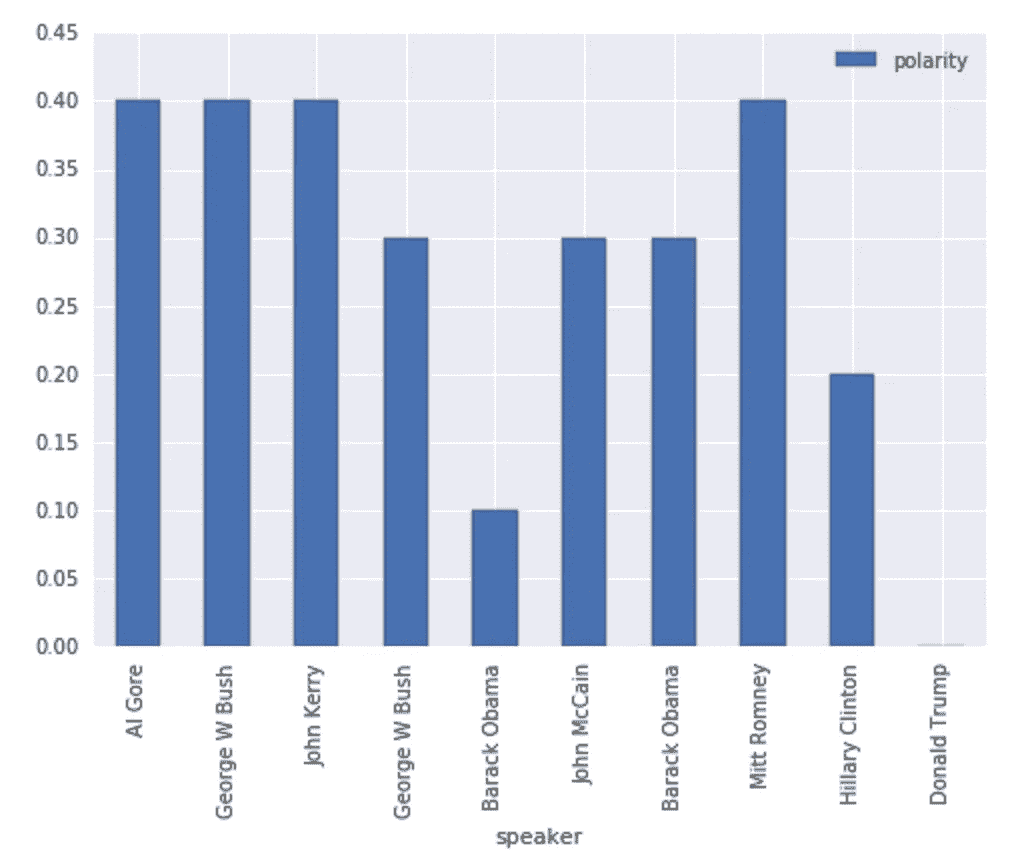 0.45
polarity
0.40
0.35
0.30
0.25
0.20
0.15
0.10
0.05
0.00
Al Gore
George W Bush
John Kerry
George W Bush
Barack Obama
John McCain
Barack Obama
Mitt Romney
Hillary Clinton
Donald Trump
speaker